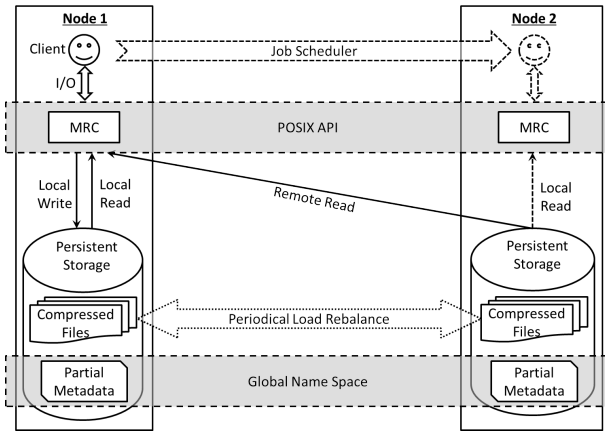 Node 1
Node 2
Client
Job Scheduler
I/O
MRC
POSIX API
MRC
Local
Write
Local
Read
Remote Read
Local
Read
Persistent
Storage
Persistent
Storage
Compressed
Files
Periodical Load Rebalance
Compressed
Files
Partial
Metadata
Global Name Space
Partial
Metadata